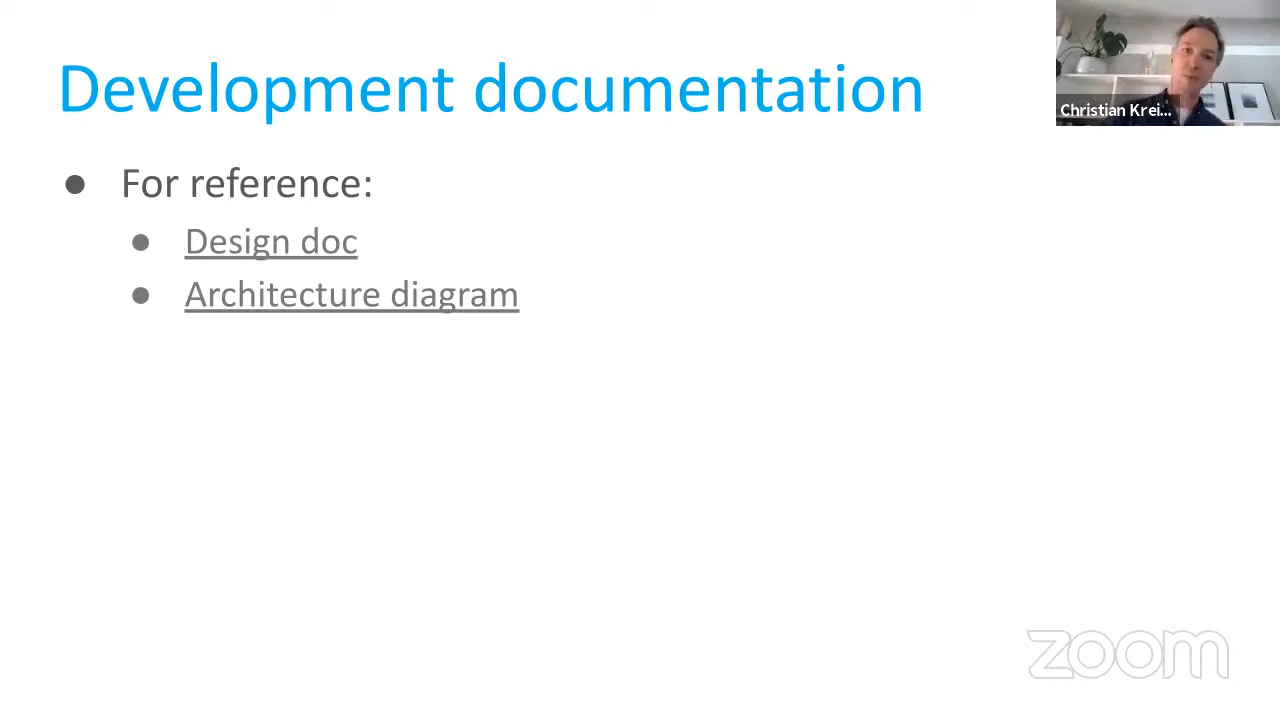 Development documentation
Christian Krei...
● For reference:
● Design doc
● Architecture diagram
zoom